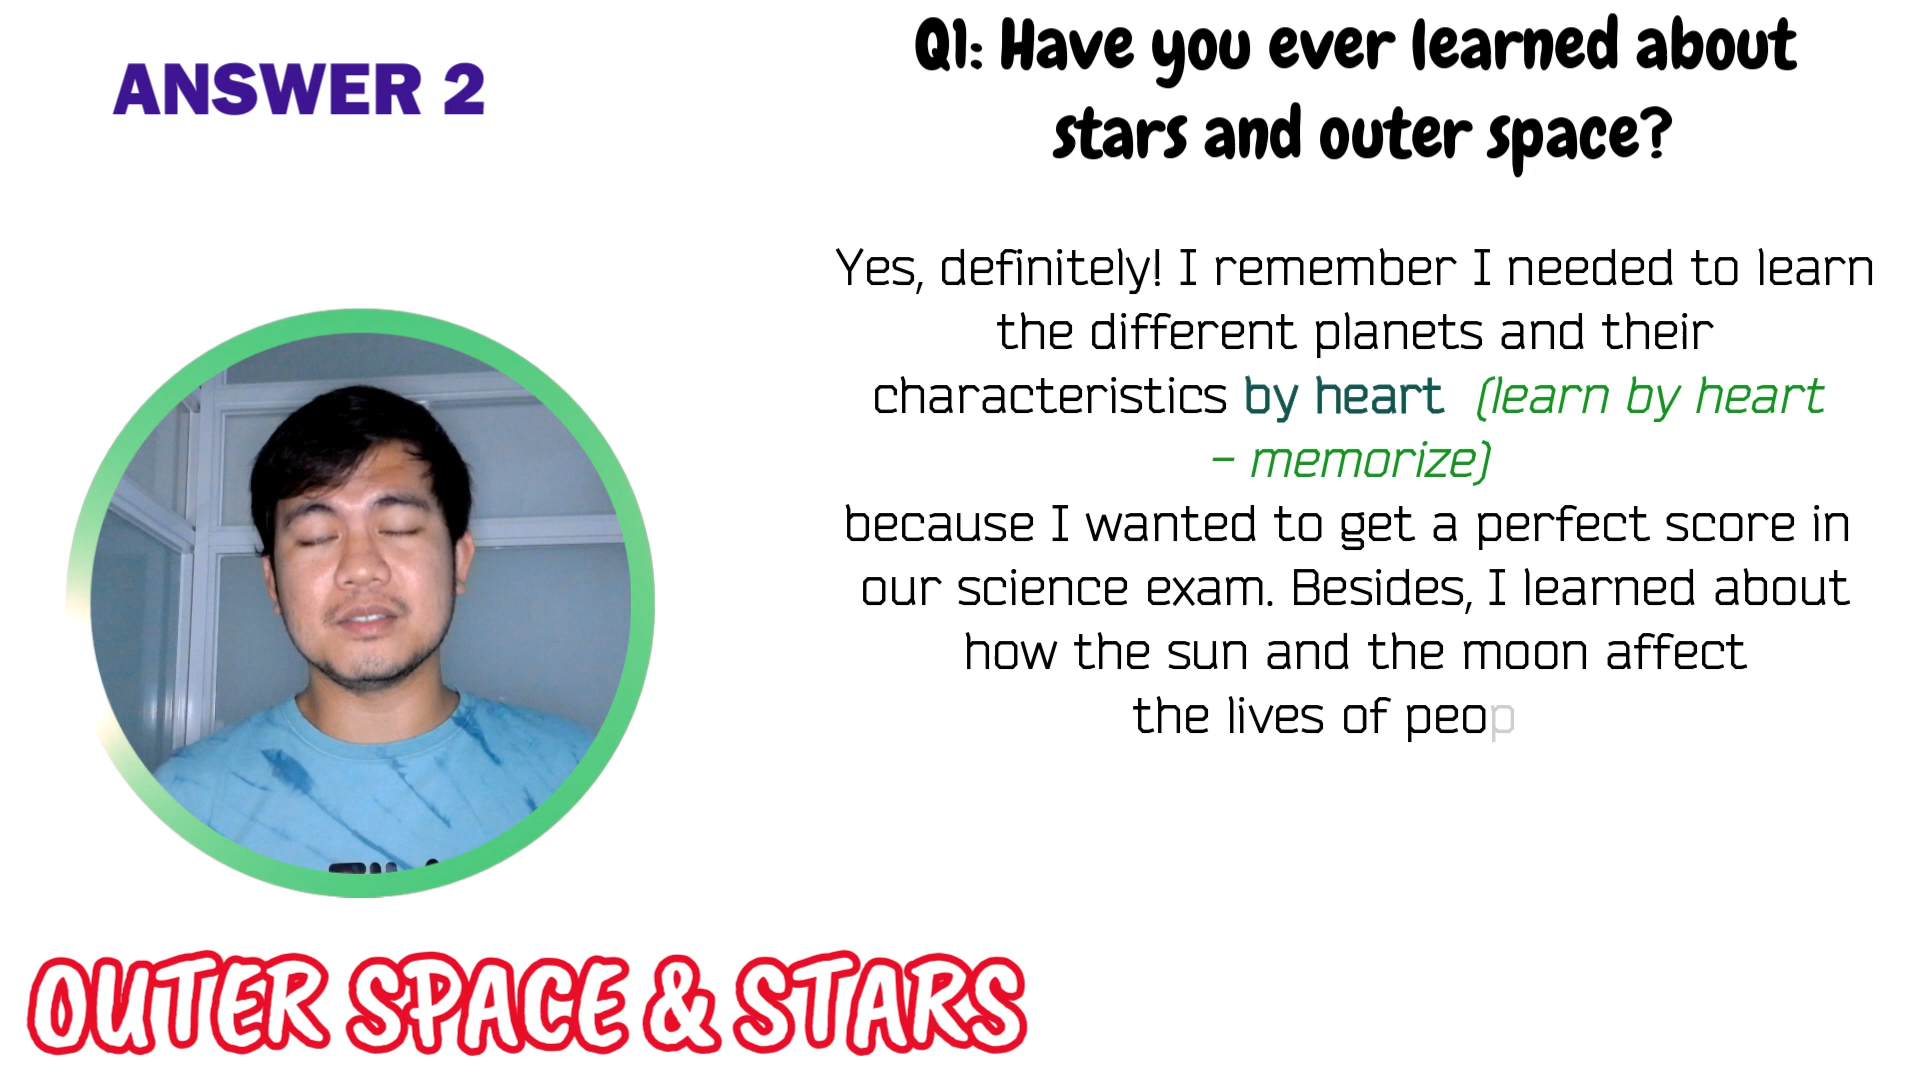 ANSWER 2
Q1: Have you ever learned about
stars and outer space?
Yes, definitely! I remember I needed to learn
the different planets and their
characteristics by heart (learn by heart
– memorize)
because I wanted to get a perfect score in
our science exam. Besides, I learned about
how the sun and the moon affect
the lives of peop
OUTER SPACE & STARS